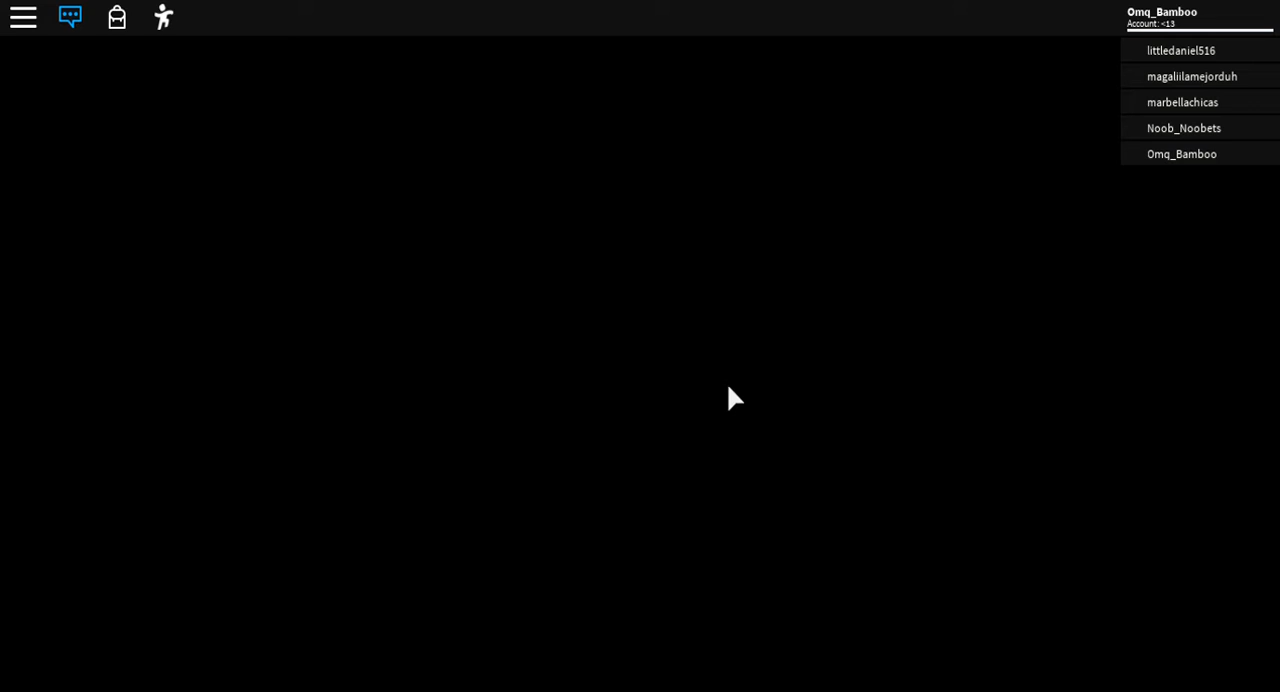 Omq_Bamboo
Account: <13
littledaniel516
magaliilamejorduh
marbellachicas
Noob_Noobets
Omq_Bamboo